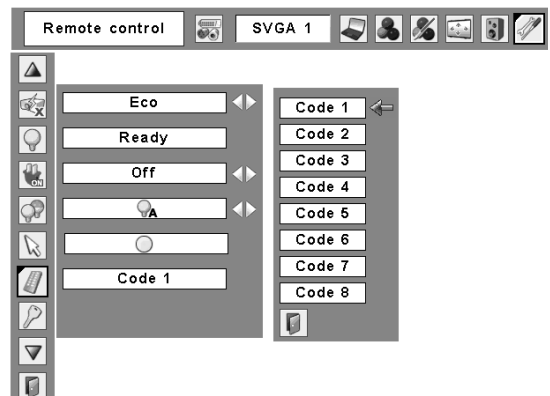 Remote control
SVGA 1
Eco
Ready
Off
A
Code 1
ON
Code 1
Code 2
Code 3
Code 4
Code 5
Code 6
Code 7
Code 8